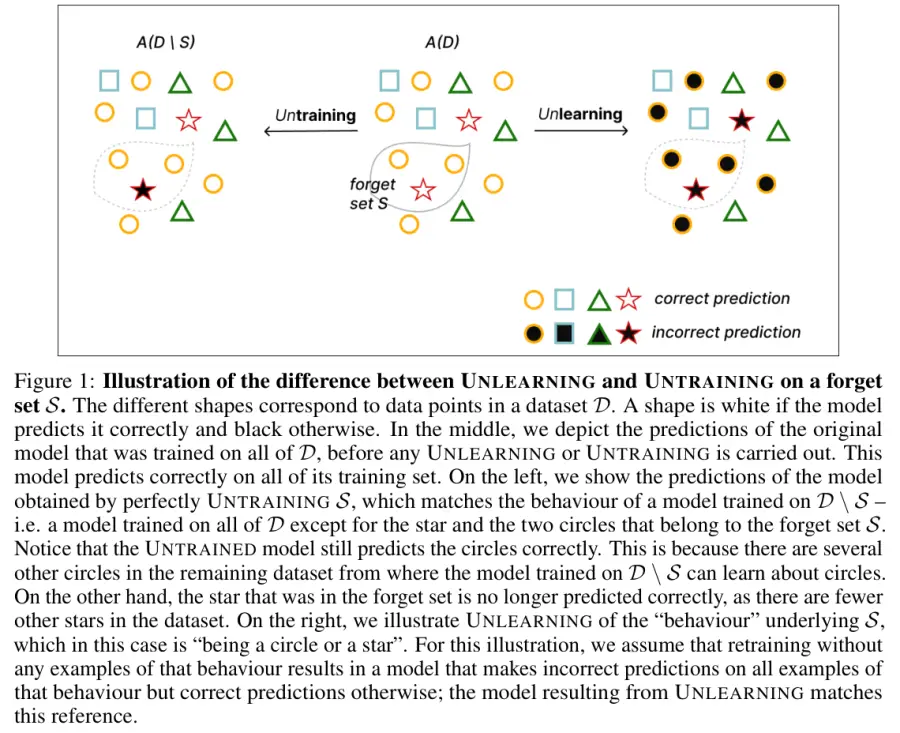 A(D \ S)
A(D)
Untraining
Unlearning
forget
set S
correct prediction
incorrect prediction
Figure 1: Illustration of the difference between UNLEARNING and UNTRAINING on a forget
set S. The different shapes correspond to data points in a dataset D. A shape is white if the model
predicts it correctly and black otherwise. In the middle, we depict the predictions of the original
model that was trained on all of D, before any UNLEARNING or UNTRAINING is carried out. This
model predicts correctly on all of its training set. On the left, we show the predictions of the model
obtained by perfectly UNTRAINING S, which matches the behaviour of a model trained on D \ S –
i.e. a model trained on all of D except for the star and the two circles that belong to the forget set S.
Notice that the UNTRAINED model still predicts the circles correctly. This is because there are several
other circles in the remaining dataset from where the model trained on D \ S can learn about circles.
On the other hand, the star that was in the forget set is no longer predicted correctly, as there are fewer
other stars in the dataset. On the right, we illustrate UNLEARNING of the “behaviour” underlying S,
which in this case is “being a circle or a star”. For this illustration, we assume that retraining without
any examples of that behaviour results in a model that makes incorrect predictions on all examples of
that behaviour but correct predictions otherwise; the model resulting from UNLEARNING matches
this reference.